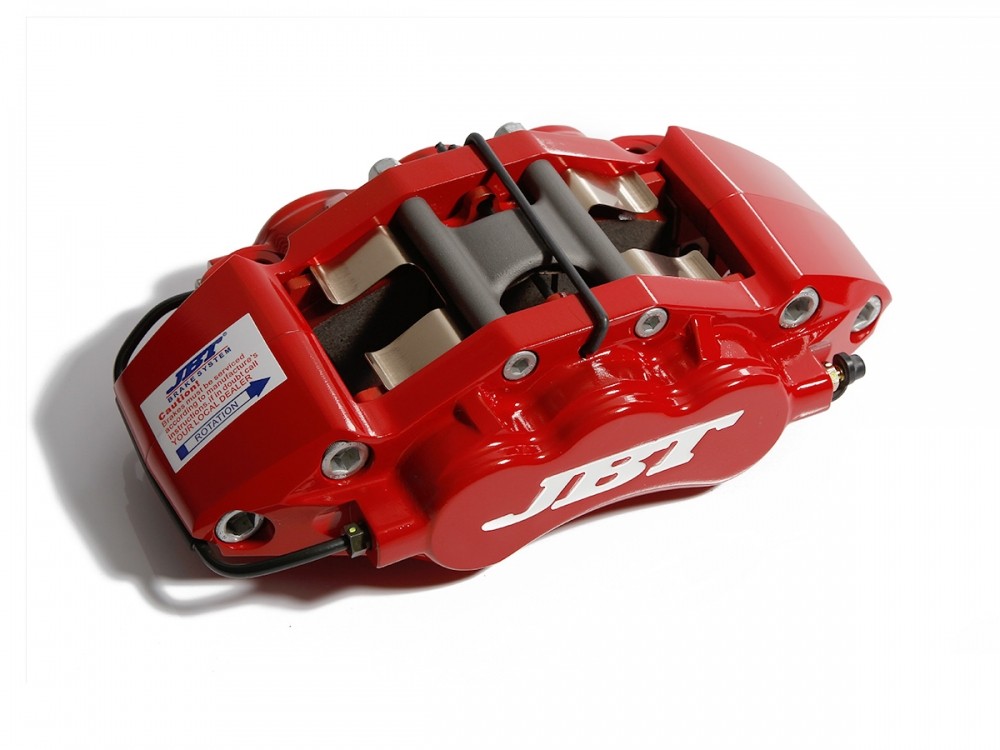 JBT®
BRAKE SYSTEM
Caution!
Brakes must be serviced
according to manufacture's
instructions,if in doubt call
YOUR LOCAL DEALER
ROTATION
JBT